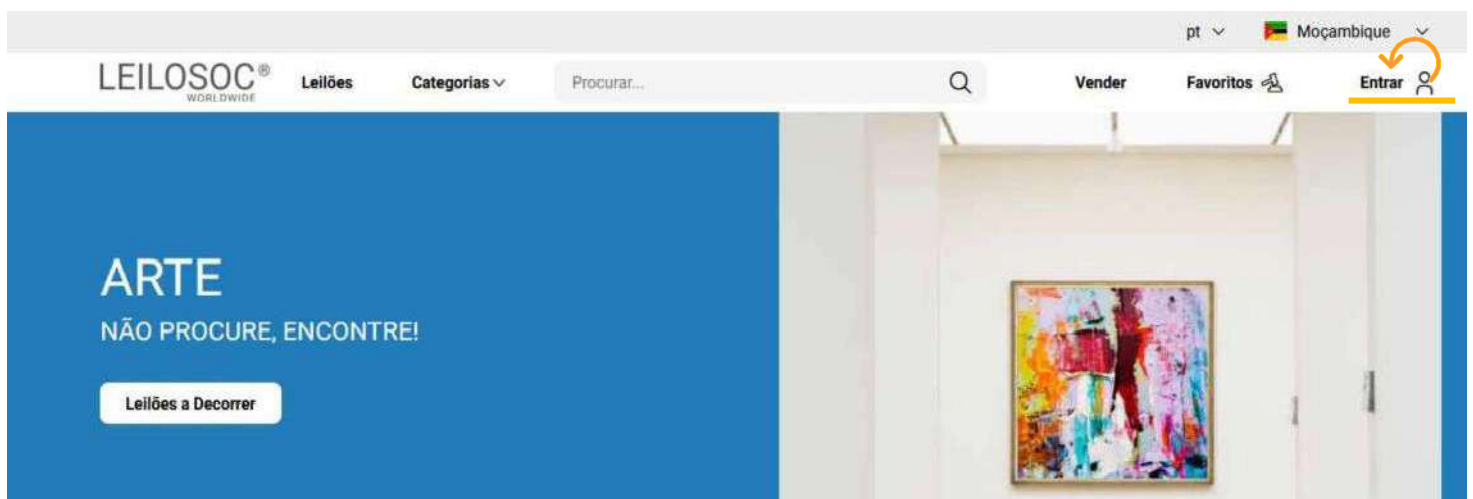 pt Moçambique
LEILOSOC® Leilões Categorias Procurar... Vender Favoritos Entrar
WORLDWIDE
ARTE
NÃO PROCURE, ENCONTRE!
Leilões a Decorrer